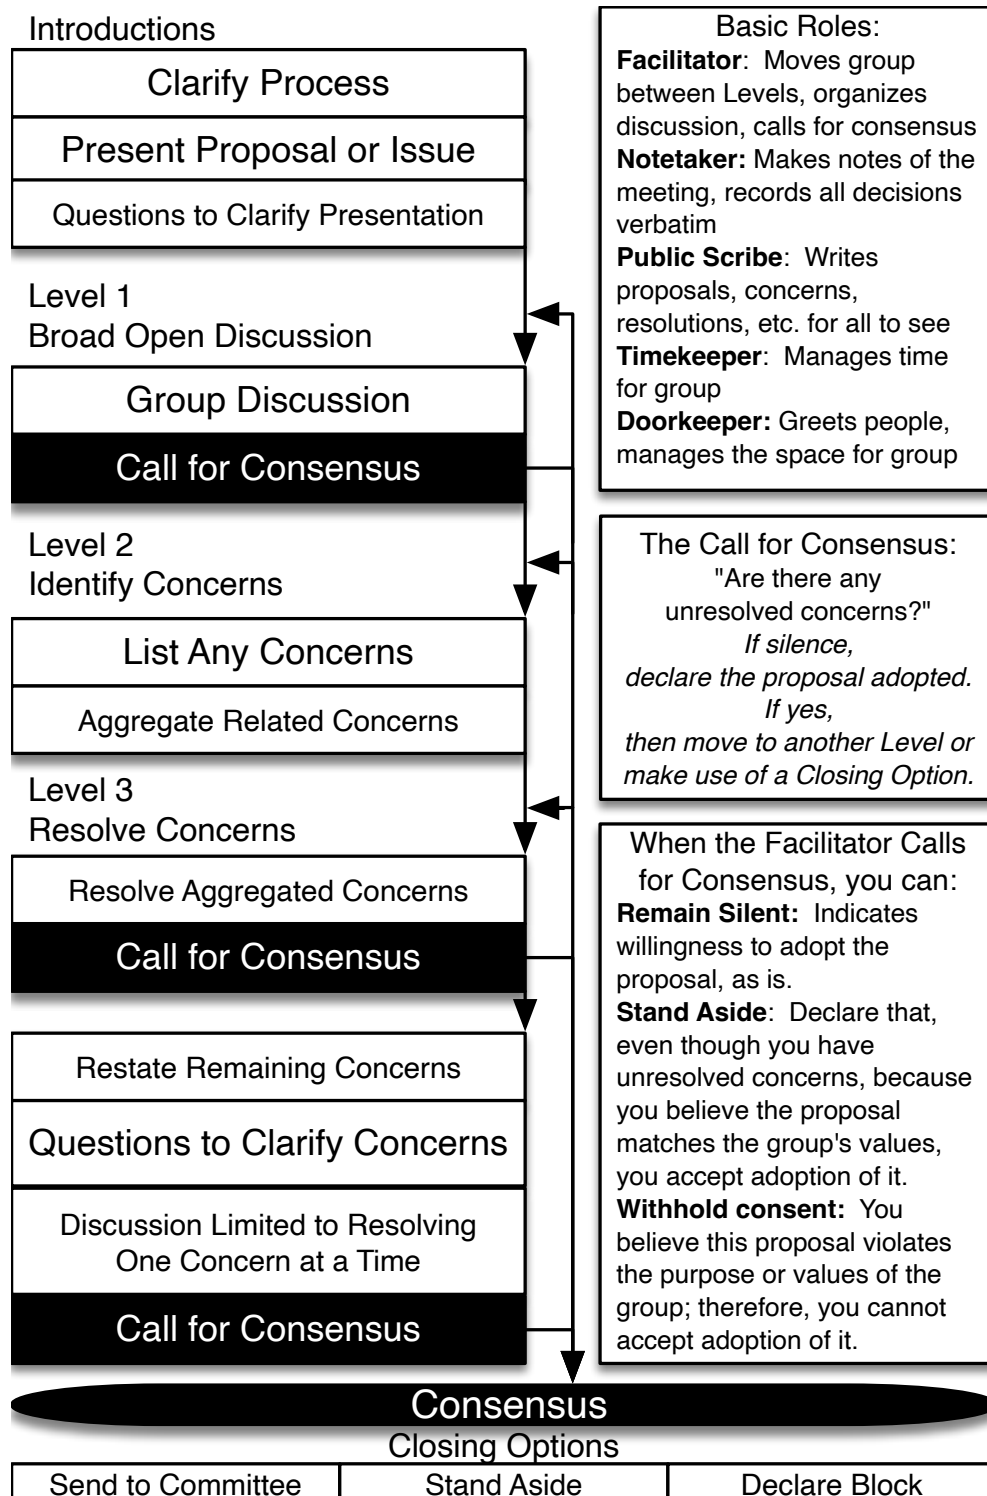 Introductions
Clarify Process
Present Proposal or Issue
Questions to Clarify Presentation
Level 1
Broad Open Discussion
Group Discussion
Call for Consensus
Level 2
Identify Concerns
List Any Concerns
Aggregate Related Concerns
Level 3
Resolve Concerns
Resolve Aggregated Concerns
Call for Consensus
Restate Remaining Concerns
Questions to Clarify Concerns
Discussion Limited to Resolving
One Concern at a Time
Call for Consensus
Basic Roles:
Facilitator:  Moves group
between Levels, organizes
discussion, calls for consensus
Notetaker: Makes notes of the
meeting, records all decisions
verbatim
Public Scribe:  Writes
proposals, concerns,
resolutions, etc. for all to see
Timekeeper:  Manages time
for group
Doorkeeper: Greets people,
manages the space for group
The Call for Consensus:
"Are there any
unresolved concerns?"
If silence,
declare the proposal adopted.
If yes,
then move to another Level or
make use of a Closing Option.
When the Facilitator Calls
for Consensus, you can:
Remain Silent:  Indicates
willingness to adopt the
proposal, as is.
Stand Aside:  Declare that,
even though you have
unresolved concerns, because
you believe the proposal
matches the group's values,
you accept adoption of it.
Withhold consent:  You
believe this proposal violates
the purpose or values of the
group; therefore, you cannot
accept adoption of it.
Consensus
Closing Options
Send to Committee
Stand Aside
Declare Block